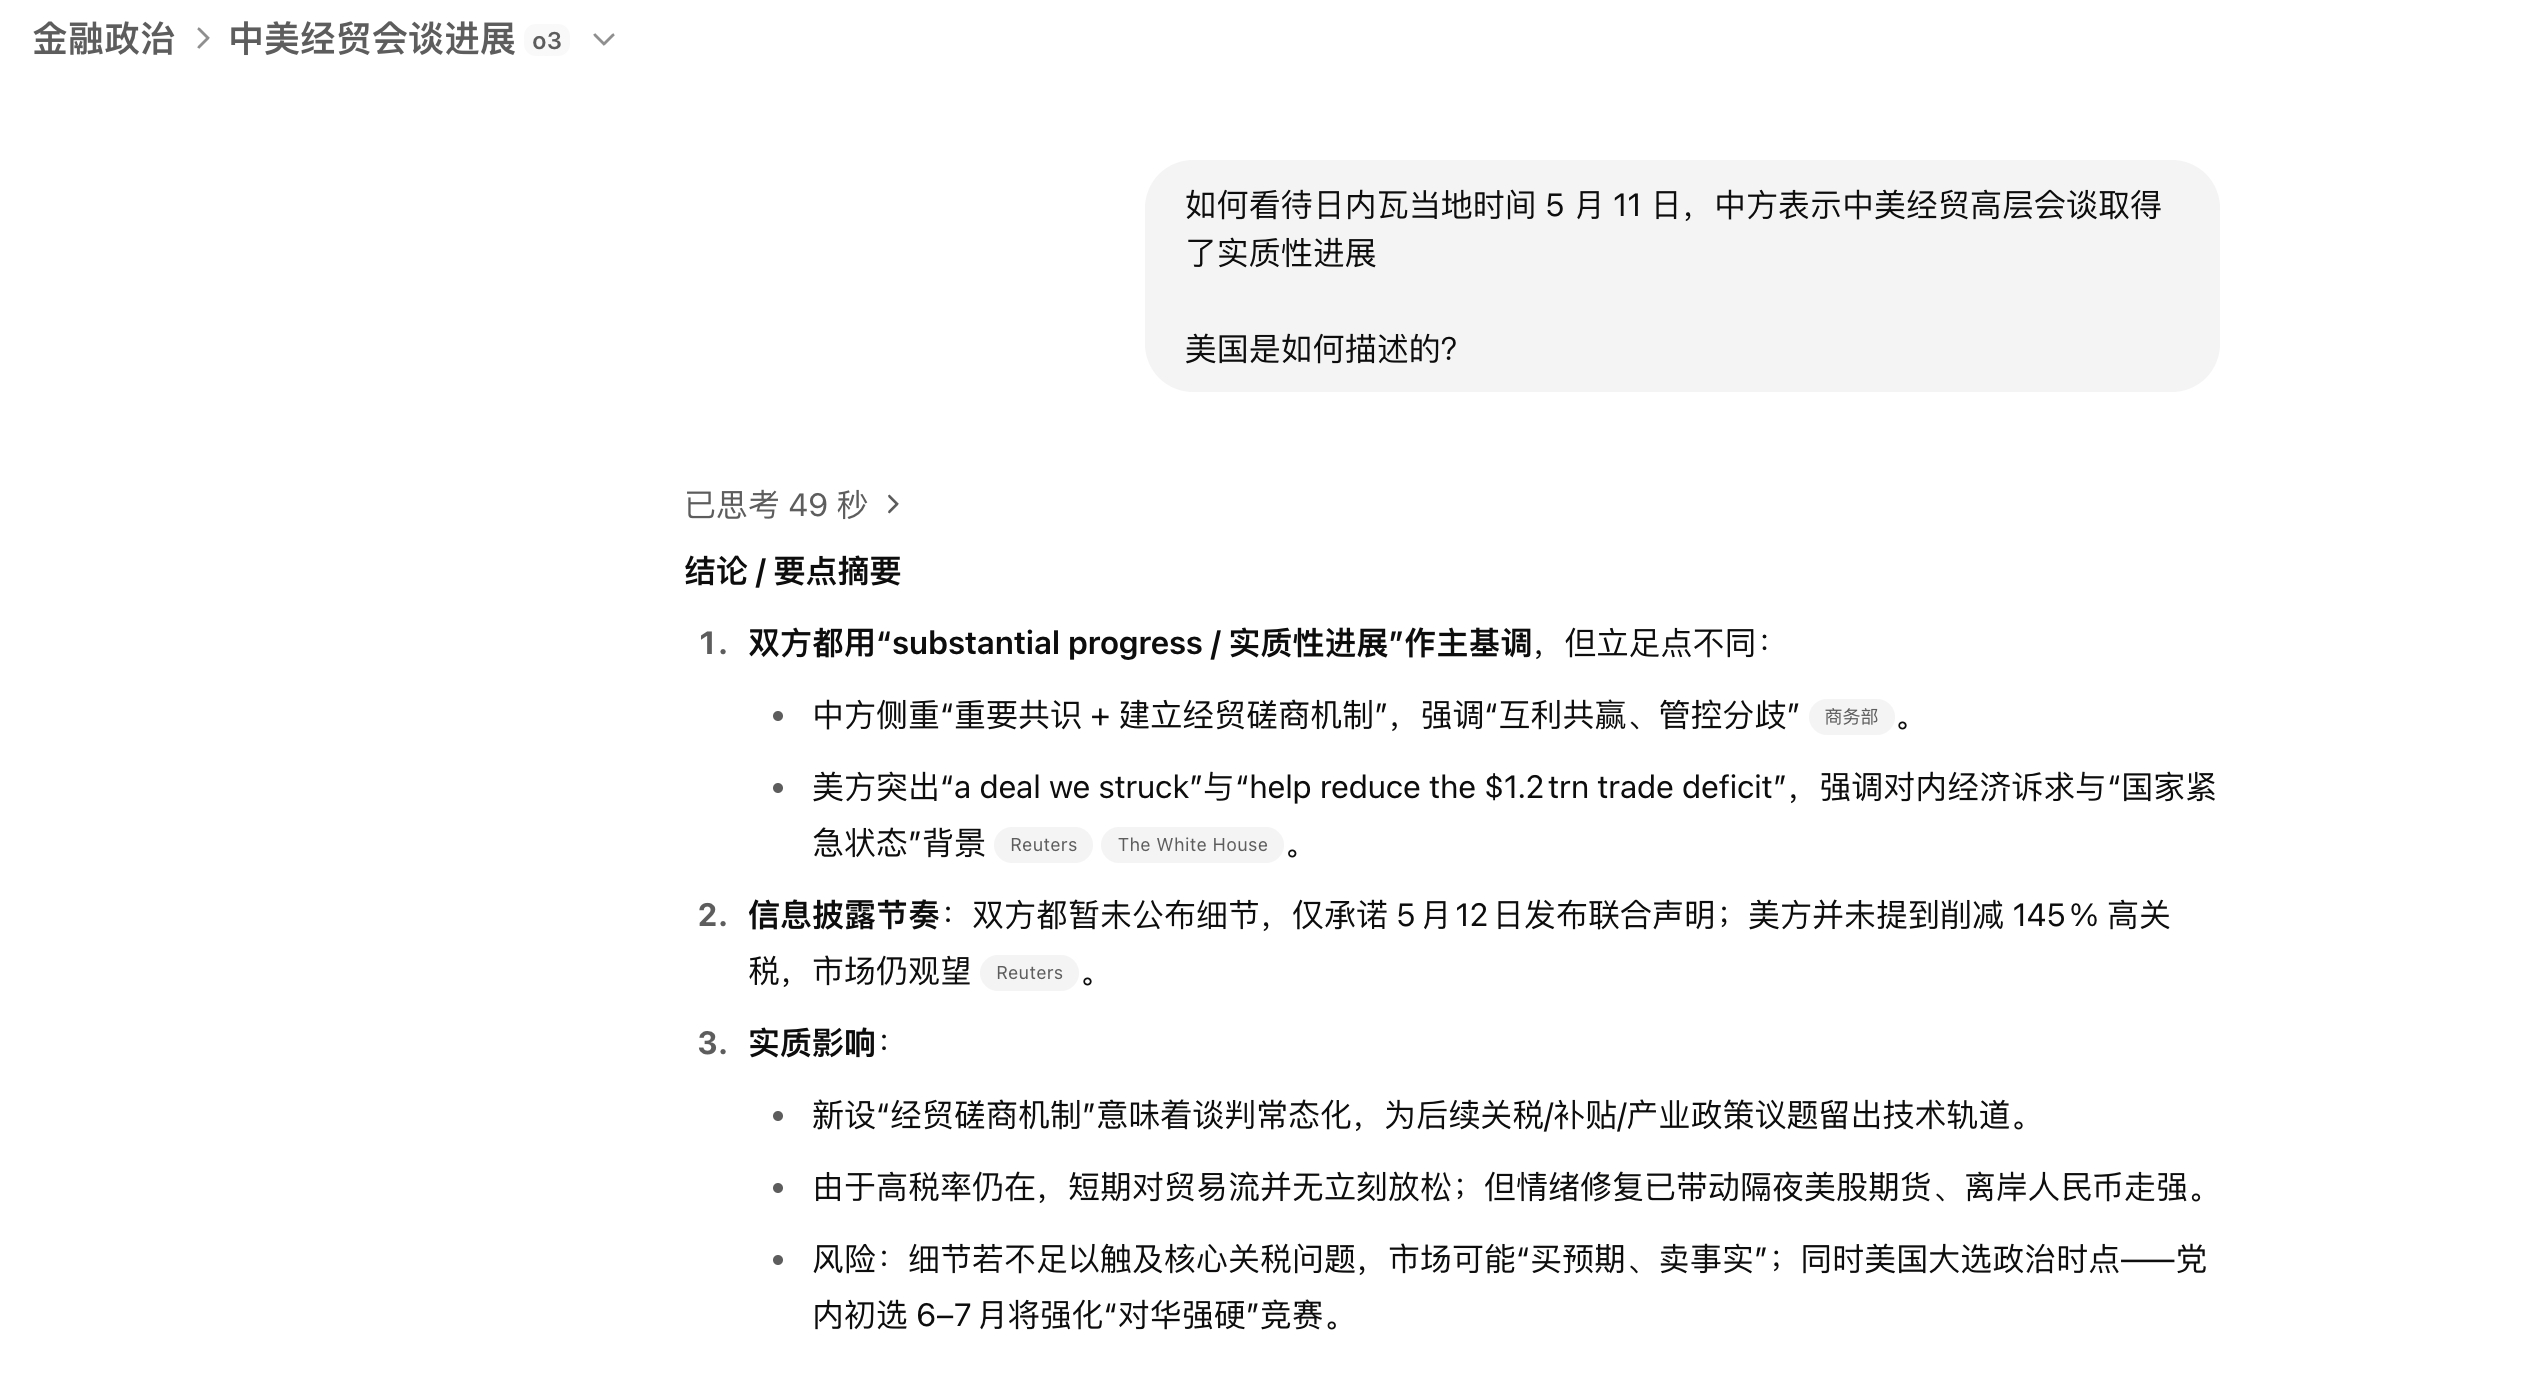 金融政治 > 中美经贸会谈进展 o3
如何看待日内瓦当地时间 5 月 11 日，中方表示中美经贸高层会谈取得
了实质性进展
美国是如何描述的?
已思考 49 秒 >
结论 / 要点摘要
1. 双方都用“substantial progress / 实质性进展”作主基调，但立足点不同：
• 中方侧重“重要共识 + 建立经贸磋商机制”，强调“互利共赢、管控分歧” 商务部 。
• 美方突出“a deal we struck”与“help reduce the $1.2 trn trade deficit”，强调对内经济诉求与“国家紧
急状态”背景 Reuters The White House 。
2. 信息披露节奏：双方都暂未公布细节，仅承诺 5 月 12 日发布联合声明；美方并未提到削减 145% 高关
税，市场仍观望 Reuters 。
3. 实质影响：
• 新设“经贸磋商机制”意味着谈判常态化，为后续关税/补贴/产业政策议题留出技术轨道。
• 由于高税率仍在，短期对贸易流并无立刻放松；但情绪修复已带动隔夜美股期货、离岸人民币走强。
• 风险：细节若不足以触及核心关税问题，市场可能“买预期、卖事实”；同时美国大选政治时点——党
内初选 6–7 月将强化“对华强硬”竞赛。